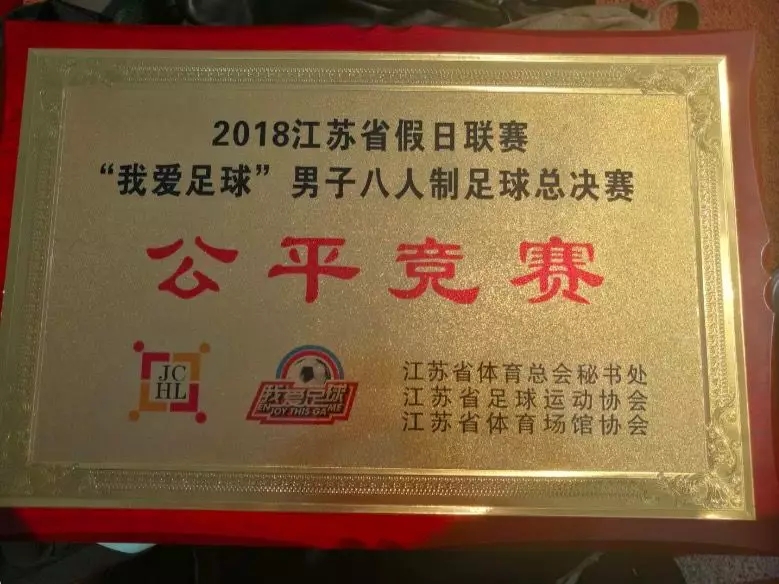 2018江苏省假日联赛
“我爱足球”男子八人制足球总决赛
公平竞赛
JC
HL
我爱足球
ENJOY THIS GAME
江苏省体育总会秘书处
江苏省足球运动协会
江苏省体育场馆协会